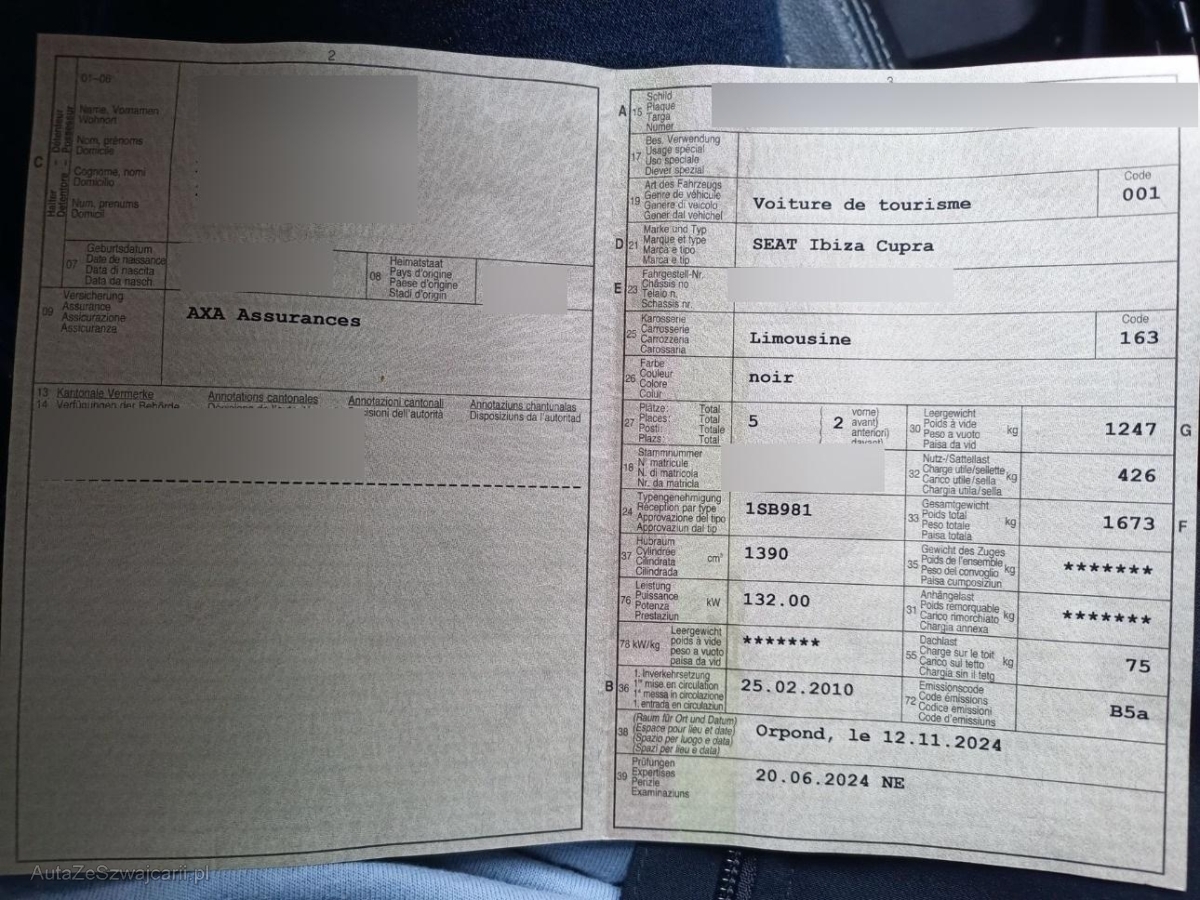 2
01-08
C
Halter – Détenteur
Detentore – Possessur
Name, Vornamen
Wohnort
Nom, prénoms
Domicile
Cognome, nomi
Domicilio
Num, prenums
Domicil
07
Geburtsdatum
Date de naissance
Data di nascita
Data da nasch.
08
Heimatstaat
Pays d'origine
Paese d'origine
Stadi d'origin
09
Versicherung
Assurance
Assicurazione
Assicuranza
AXA Assurances
13 Kantonale Vermerke Annotations cantonales Annotazioni cantonali Annotaziuns chantunalas
14 Verfügungen der Behörde
Disposiziuns da l'autoritad
3
A 15
Schild
Plaque
Targa
Numer
17
Bes. Verwendung
Usage spécial
Uso speciale
Diever spezial
19
Art des Fahrzeugs
Genre de véhicule
Genere di veicolo
Gener dal vehichel
Voiture de tourisme
Code
001
D 21
Marke und Typ
Marque et type
Marca e tipo
Marca e tip
SEAT Ibiza Cupra
E 23
Fahrgestell-Nr.
Châssis no
Telaio n.
Schassis nr.
25
Karosserie
Carrosserie
Carrozzeria
Carossaria
Limousine
Code
163
26
Farbe
Couleur
Colore
Colur
noir
27
Plätze: Total
Places: Total
Posti: Totale
Plazs: Total
5
2
vorne)
avant)
anteriori)
davant)
30
Leergewicht
Poids à vide
Peso a vuoto
Paisa da vid
kg
1247
G
18
Stammnummer
N. matricule
N. di matricola
Nr. da matricla
32
Nutz-/Sattellast
Charge utile/sellette
Carico utile/sella
Chargia utila/sella
kg
426
24
Typengenehmigung
Réception par type
Approvazione del tipo
Approvaziun dal tip
1SB981
33
Gesamtgewicht
Poids total
Peso totale
Paisa totala
kg
1673
F
37
Hubraum
Cylindrée
Cilindrata
Cilindrada
cm³
1390
35
Gewicht des Zuges
Poids de l'ensemble
Peso del convoglio
Paisa cumposiziun
kg
*******
76
Leistung
Puissance
Potenza
Prestaziun
kW
132.00
31
Anhängelast
Poids remorquable
Carico rimorchiato
Chargia annexa
kg
*******
78 kW/kg
Leergewicht
poids à vide
peso a vuoto
paisa da vid
*******
55
Dachlast
Charge sur le toit
Carico sul tetto
Chargia sin il tetg
kg
75
B 36
1. Inverkehrsetzung
1re mise en circulation
1a messa in circolazione
1. entrada en circulaziun
25.02.2010
72
Emissionscode
Code émissions
Codice emissioni
Code d'emissiuns
B5a
38
(Raum für Ort und Datum)
(Espace pour lieu et date)
(Spazio per luogo e data)
(Spazi per lieu e data)
Orpond, le 12.11.2024
39
Prüfungen
Expertises
Perizie
Examinaziuns
20.06.2024 NE
AutaZeSzwajcarii.pl